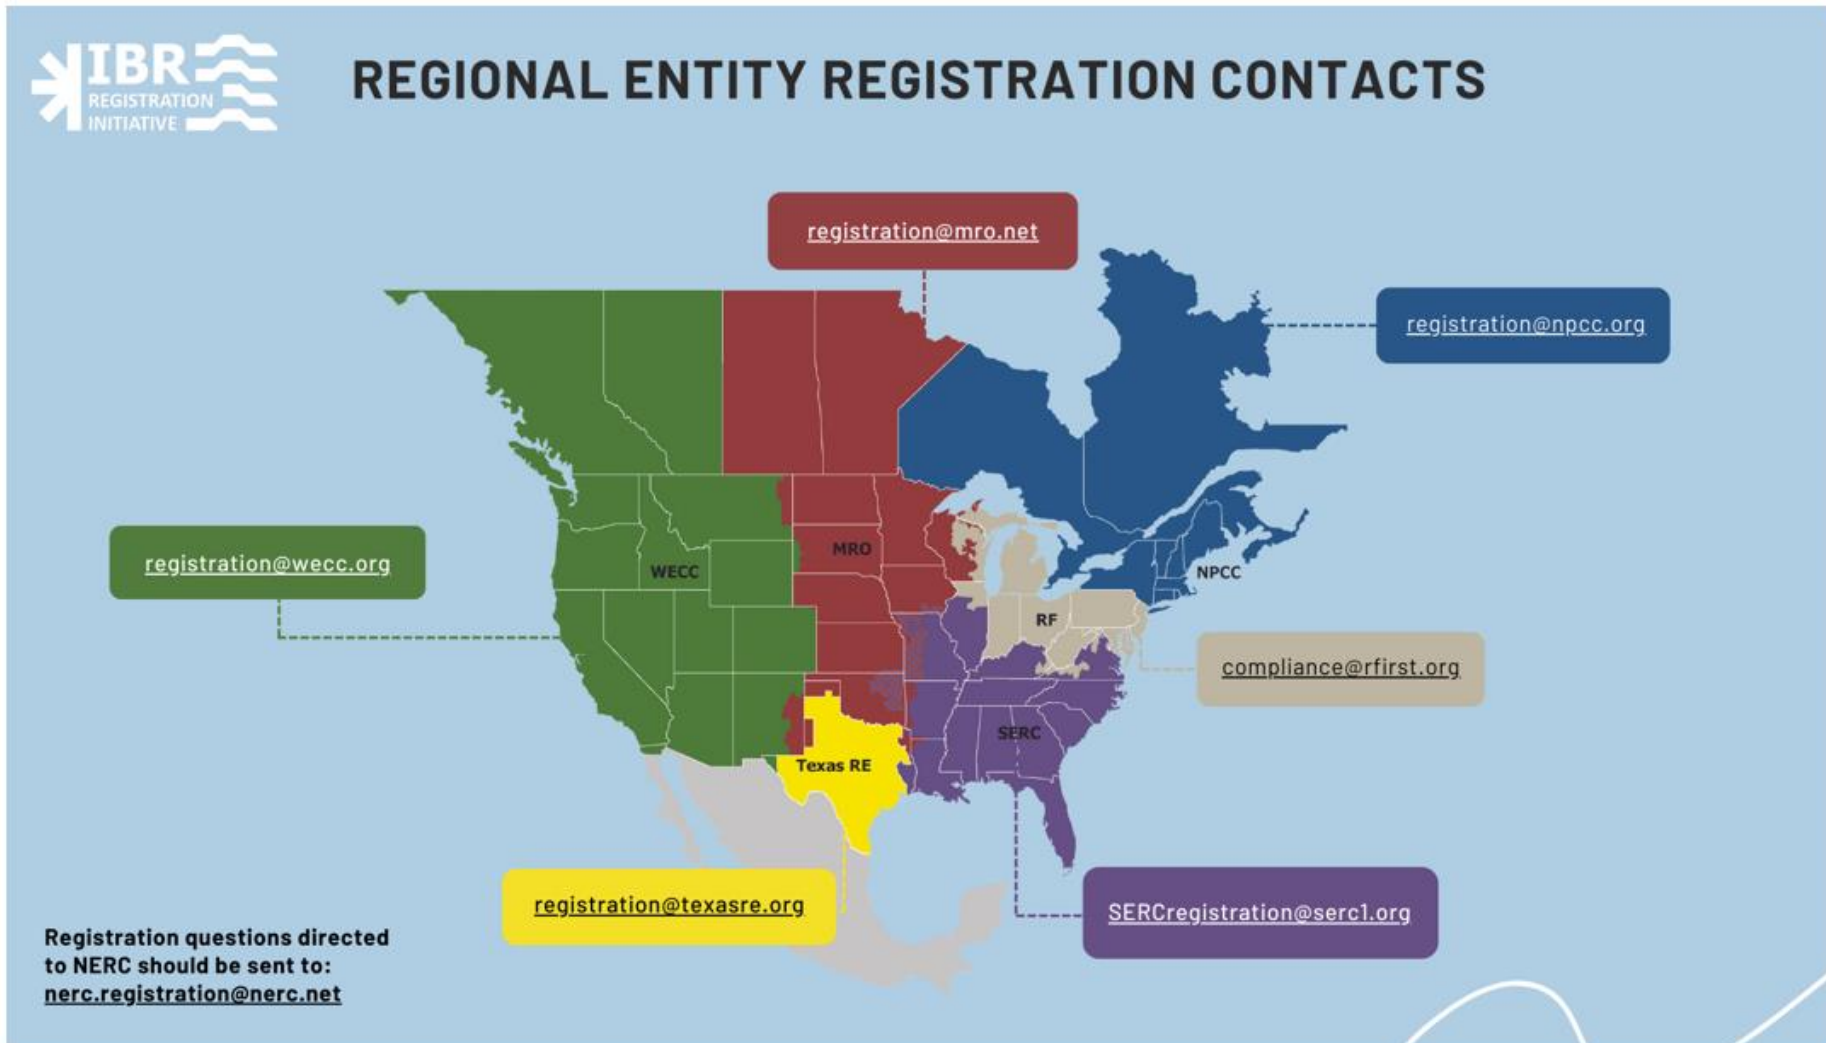 IBR
REGISTRATION
INITIATIVE
REGIONAL ENTITY REGISTRATION CONTACTS
registration@mro.net
registration@npcc.org
registration@wecc.org
MRO
WECC
NPCC
RF
compliance@rfirst.org
SERC
Texas RE
registration@texasre.org
SERCregistration@serc1.org
Registration questions directed
to NERC should be sent to:
nerc.registration@nerc.net